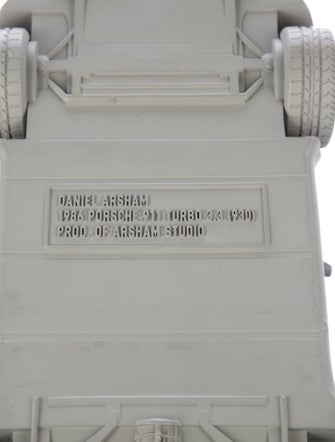 DANIEL ARSHAM
1986 PORSCHE 911 TURBO 3.3 (930)
PROD. OF ARSHAM STUDIO